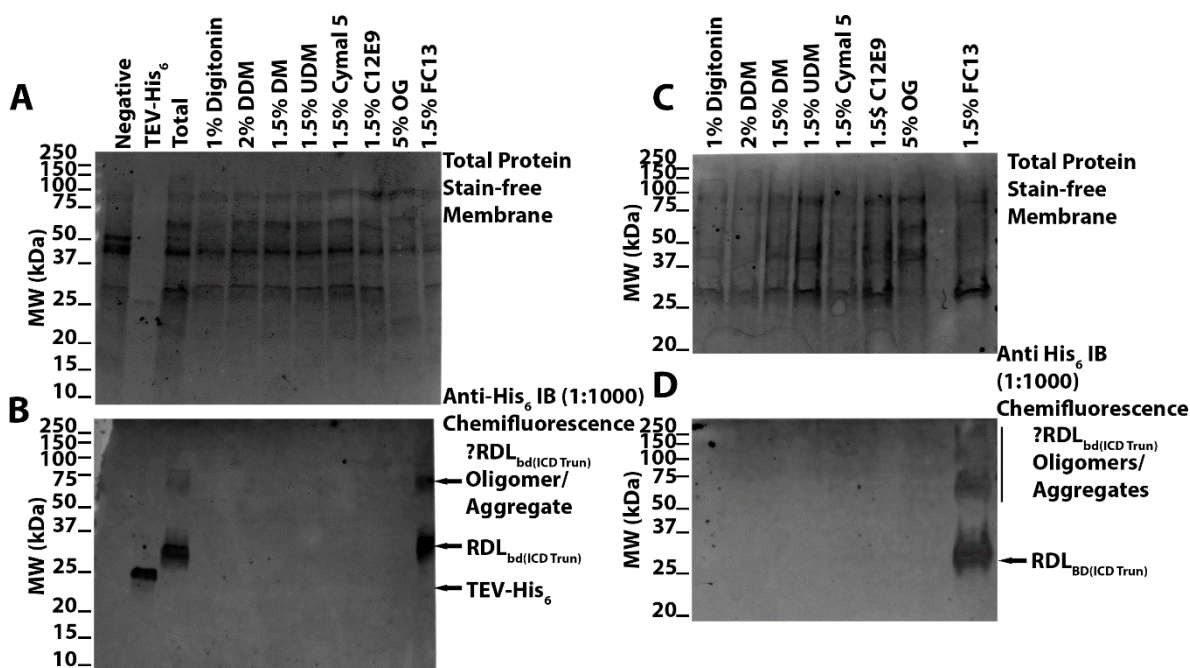 A
Negative
TEV-His6
Total
1% Digitonin
2% DDM
1.5% DM
1.5% UDM
1.5% Cymal 5
1.5% C12E9
5% OG
1.5% FC13
MW (kDa)
250
150
100
75
50
37
25
20
15
10
Total Protein
Stain-free
Membrane
B
MW (kDa)
250
150
100
75
50
37
25
20
15
10
Anti-His6 IB (1:1000)
Chemifluorescence
?RDLbd(ICD Trun)
Oligomer/
Aggregate
RDLbd(ICD Trun)
TEV-His6
C
1% Digitonin
2% DDM
1.5% DM
1.5% UDM
1.5% Cymal 5
1.5$ C12E9
5% OG
1.5% FC13
MW (kDa)
250
150
100
75
50
37
25
20
Total Protein
Stain-free
Membrane
D
MW (kDa)
250
150
100
75
50
37
25
20
Anti His6 IB
(1:1000)
Chemifluorescence
?RDLbd(ICD Trun)
Oligomers/
Aggregates
RDLBD(ICD Trun)